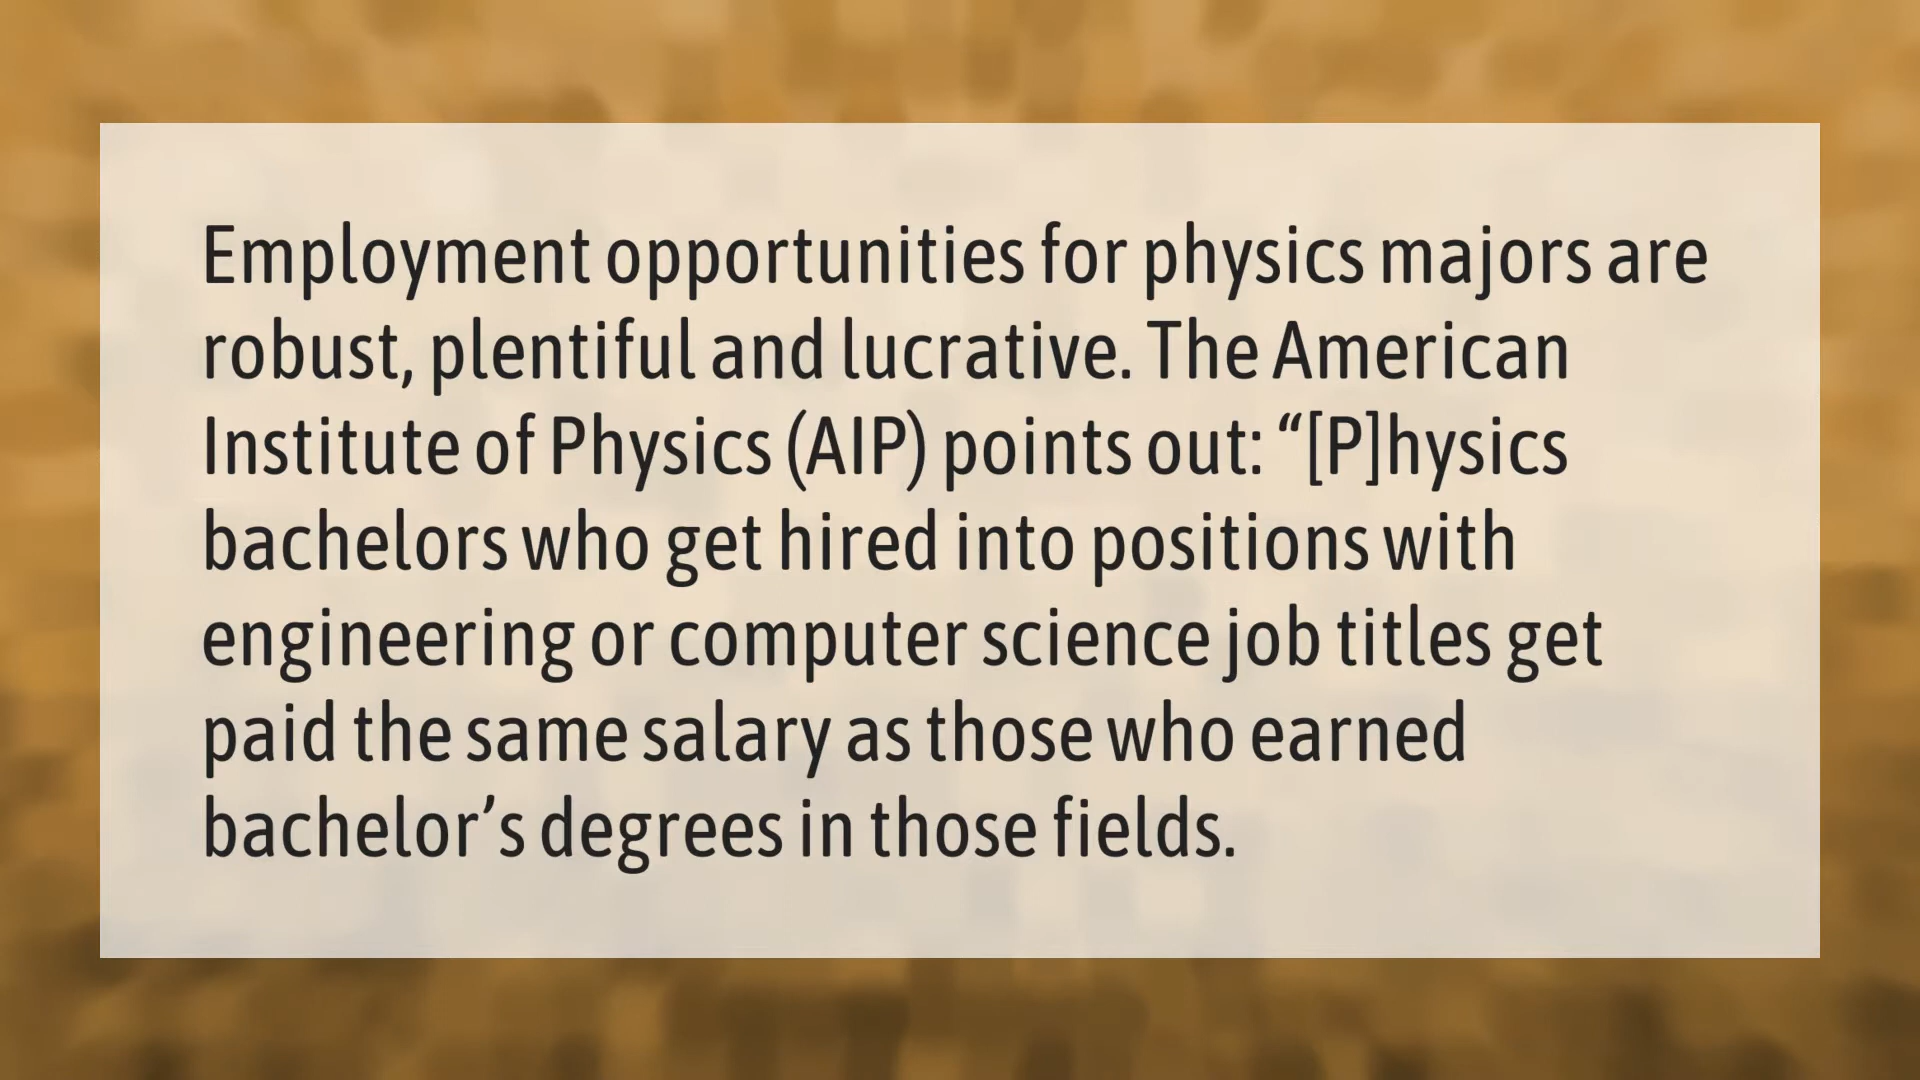 Employment opportunities for physics majors are
robust, plentiful and lucrative. The American
Institute of Physics (AIP) points out: “[P]hysics
bachelors who get hired into positions with
engineering or computer science job titles get
paid the same salary as those who earned
bachelor’s degrees in those fields.